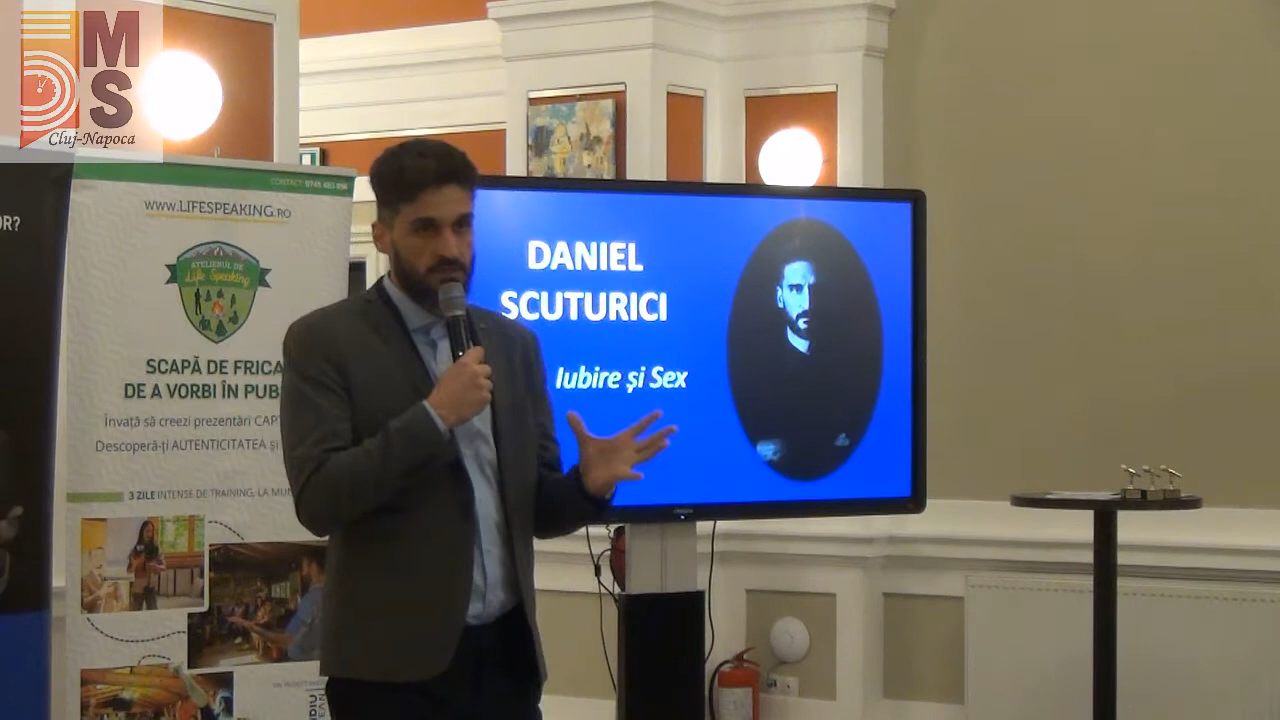 5 M
S
Cluj-Napoca
OR?
CONTACT: 0745 683 896
WWW.LIFESPEAKING.RO
ATELIERUL DE
Life Speaking
SCAPĂ DE FRICA
DE A VORBI ÎN PUB
Învață să creezi prezentări CAPT
Descoperă-ți AUTENTICITATEA și
3 ZILE INTENSE DE TRAINING, LA MUN
DANIEL
SCUTURICI
Iubire și Sex